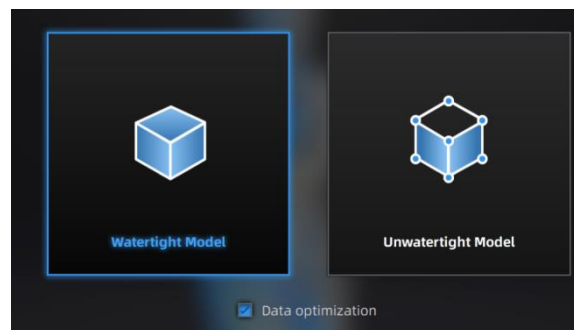 Watertight Model
Unwatertight Model
Data optimization